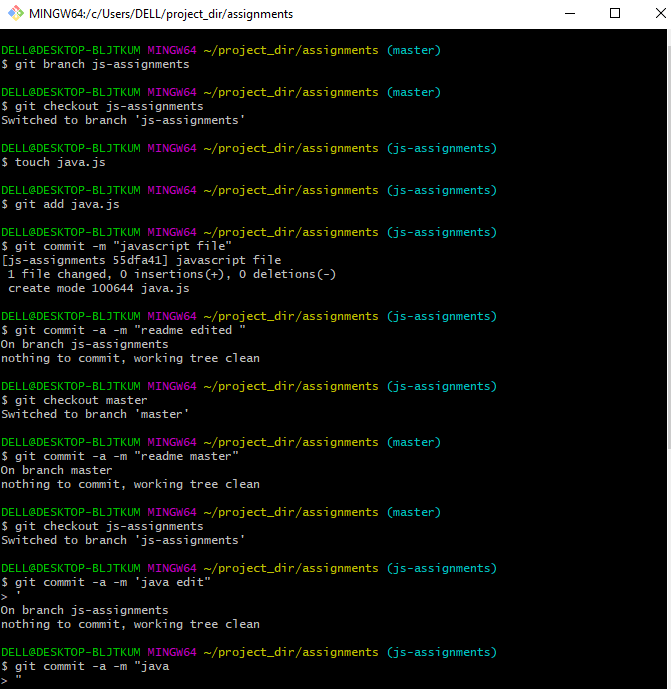 MINGW64:/c/Users/DELL/project_dir/assignments
DELL@DESKTOP-BLJTKUM MINGW64 ~/project_dir/assignments (master)
$ git branch js-assignments
DELL@DESKTOP-BLJTKUM MINGW64 ~/project_dir/assignments (master)
$ git checkout js-assignments
Switched to branch 'js-assignments'
DELL@DESKTOP-BLJTKUM MINGW64 ~/project_dir/assignments (js-assignments)
$ touch java.js
DELL@DESKTOP-BLJTKUM MINGW64 ~/project_dir/assignments (js-assignments)
$ git add java.js
DELL@DESKTOP-BLJTKUM MINGW64 ~/project_dir/assignments (js-assignments)
$ git commit -m "javascript file"
[js-assignments 55dfa41] javascript file
 1 file changed, 0 insertions(+), 0 deletions(-)
 create mode 100644 java.js
DELL@DESKTOP-BLJTKUM MINGW64 ~/project_dir/assignments (js-assignments)
$ git commit -a -m "readme edited "
On branch js-assignments
nothing to commit, working tree clean
DELL@DESKTOP-BLJTKUM MINGW64 ~/project_dir/assignments (js-assignments)
$ git checkout master
Switched to branch 'master'
DELL@DESKTOP-BLJTKUM MINGW64 ~/project_dir/assignments (master)
$ git commit -a -m "readme master"
On branch master
nothing to commit, working tree clean
DELL@DESKTOP-BLJTKUM MINGW64 ~/project_dir/assignments (master)
$ git checkout js-assignments
Switched to branch 'js-assignments'
DELL@DESKTOP-BLJTKUM MINGW64 ~/project_dir/assignments (js-assignments)
$ git commit -a -m 'java edit"
> '
On branch js-assignments
nothing to commit, working tree clean
DELL@DESKTOP-BLJTKUM MINGW64 ~/project_dir/assignments (js-assignments)
$ git commit -a -m "java
> "